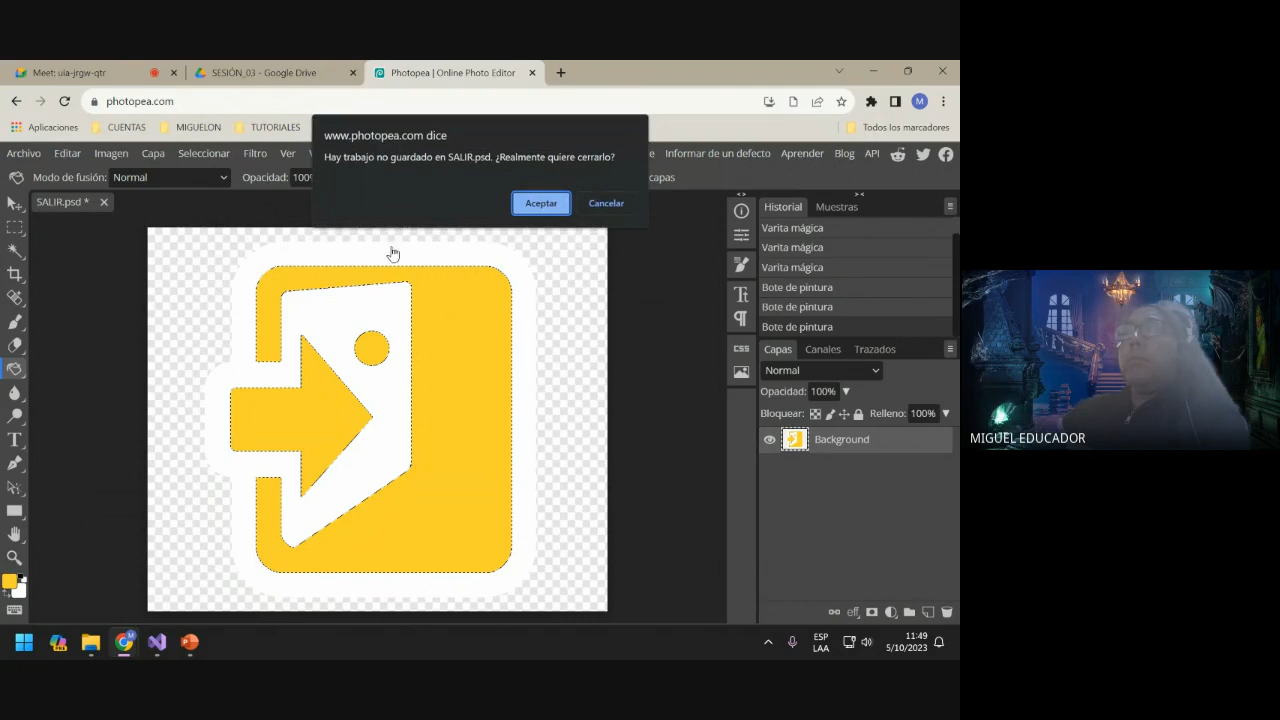 Meet: uia-jrgw-qtr
SESIÓN_03 - Google Drive
Photopea | Online Photo Editor
photopea.com
M
Aplicaciones
CUENTAS
MIGUELON
TUTORIALES
Todos los marcadores
www.photopea.com dice
Hay trabajo no guardado en SALIR.psd. ¿Realmente quiere cerrarlo?
Aceptar
Cancelar
Archivo
Editar
Imagen
Capa
Seleccionar
Filtro
Ver
Informar de un defecto
Aprender
Blog
API
Modo de fusión:
Normal
Opacidad:
capas
SALIR.psd *
Historial
Muestras
Varita mágica
Varita mágica
Varita mágica
Bote de pintura
Bote de pintura
Bote de pintura
CSS
Capas
Canales
Trazados
Normal
Opacidad: 100%
Bloquear:
Relleno: 100%
Background
eff
MIGUEL EDUCADOR
ESP
LAA
11:49
5/10/2023